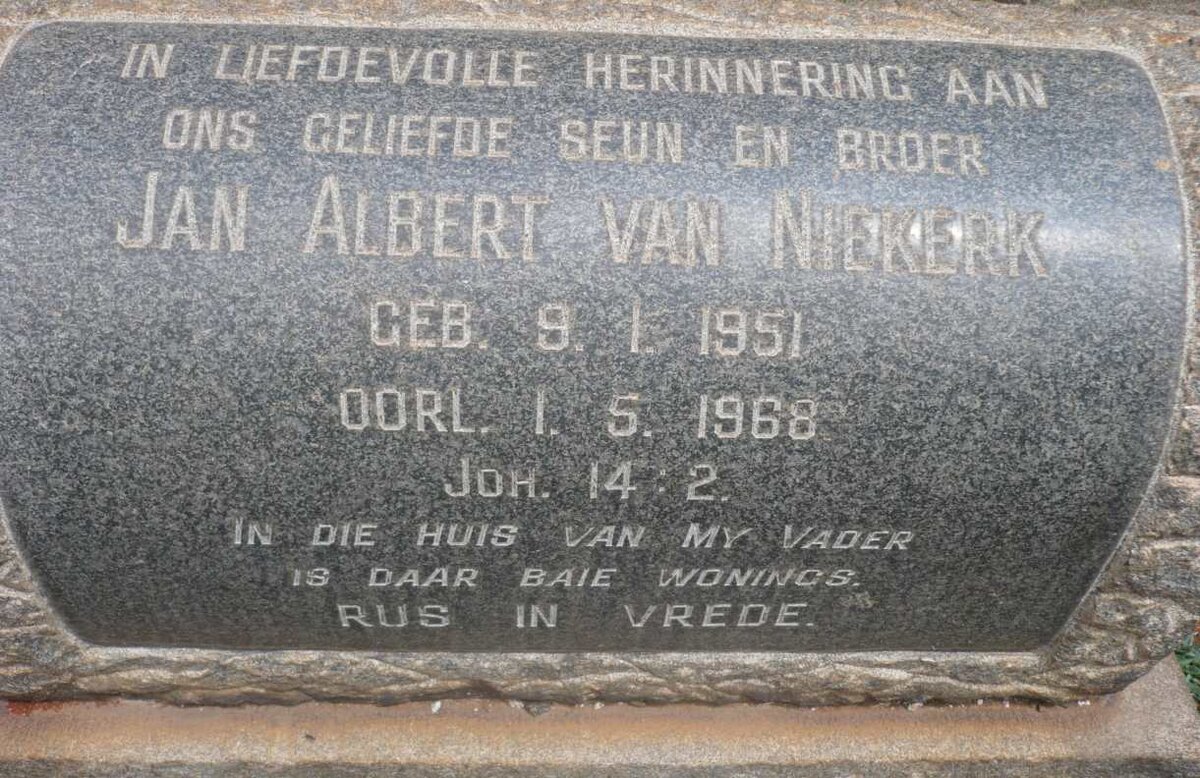 IN LIEFDEVOLLE HERINNERING AAN
ONS GELIEFDE SEUN EN BROER
JAN ALBERT VAN NIEKERK
GEB. 9. 1. 1951
OORL. 1. 5. 1968
JOH. 14 : 2.
IN DIE HUIS VAN MY VADER
IS DAAR BAIE WONINGS.
RUS IN VREDE.